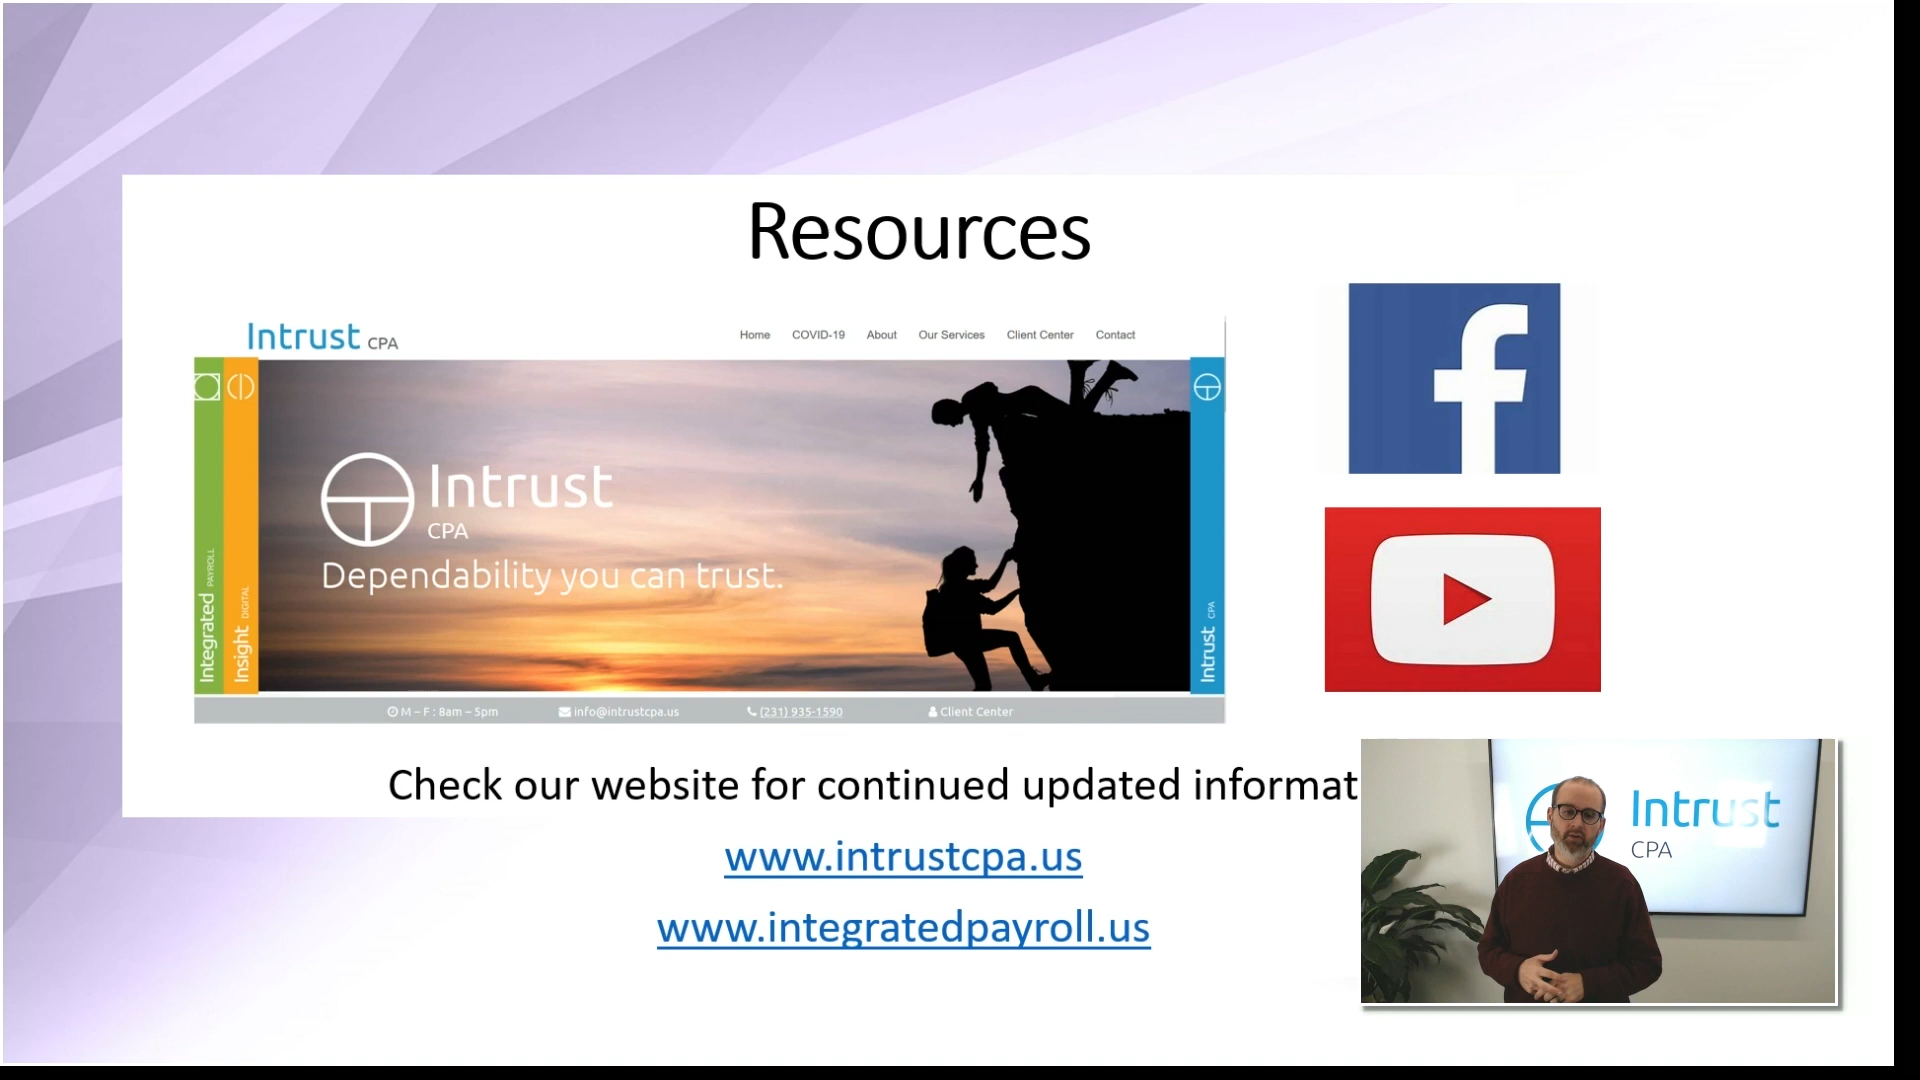 Resources
Intrust CPA
Home COVID-19 About Our Services Client Center Contact
Intrust
CPA
Dependability you can trust.
Integrated PAYROLL
Insight DIGITAL
Intrust CPA
M – F : 8am – 5pm info@intrustcpa.us (231) 935-1590 Client Center
Check our website for continued updated informat
www.intrustcpa.us
www.integratedpayroll.us
Intrust
CPA